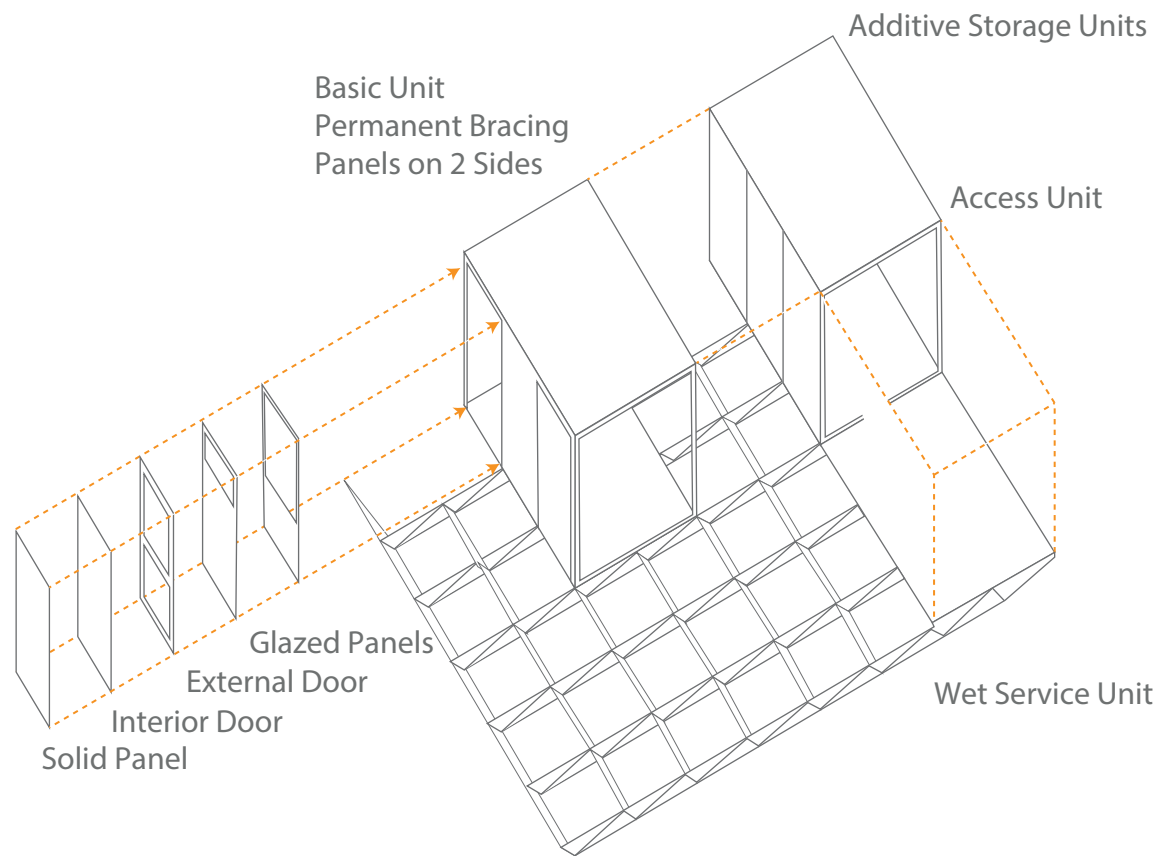 Additive Storage Units
Basic Unit
Permanent Bracing
Panels on 2 Sides
Access Unit
Glazed Panels
External Door
Wet Service Unit
Interior Door
Solid Panel